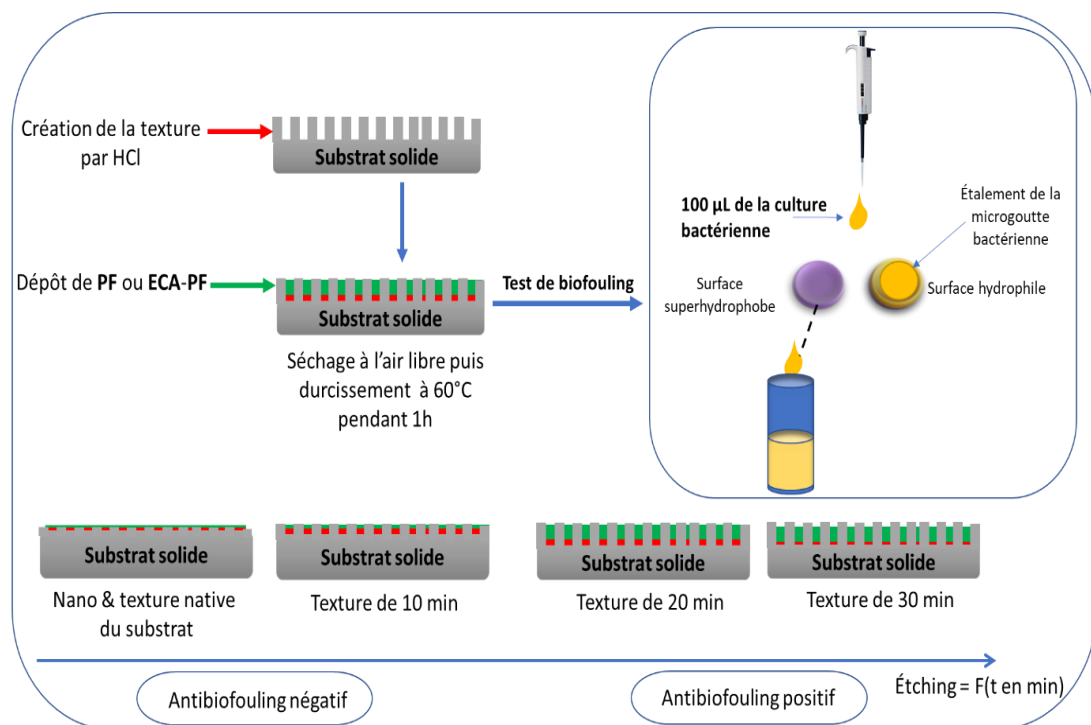 Création de la texture
par HCl
Substrat solide
Dépôt de PF ou ECA-PF
Substrat solide
Séchage à l'air libre puis
durcissement à 60°C
pendant 1h
Test de biofouling
100 µL de la culture
bactérienne
Étalement de la
microgoutte
bactérienne
Surface
superhydrophobe
Surface hydrophile
Substrat solide
Nano & texture native
du substrat
Substrat solide
Texture de 10 min
Substrat solide
Texture de 20 min
Substrat solide
Texture de 30 min
Antibiofouling négatif
Antibiofouling positif
Étching = F(t en min)